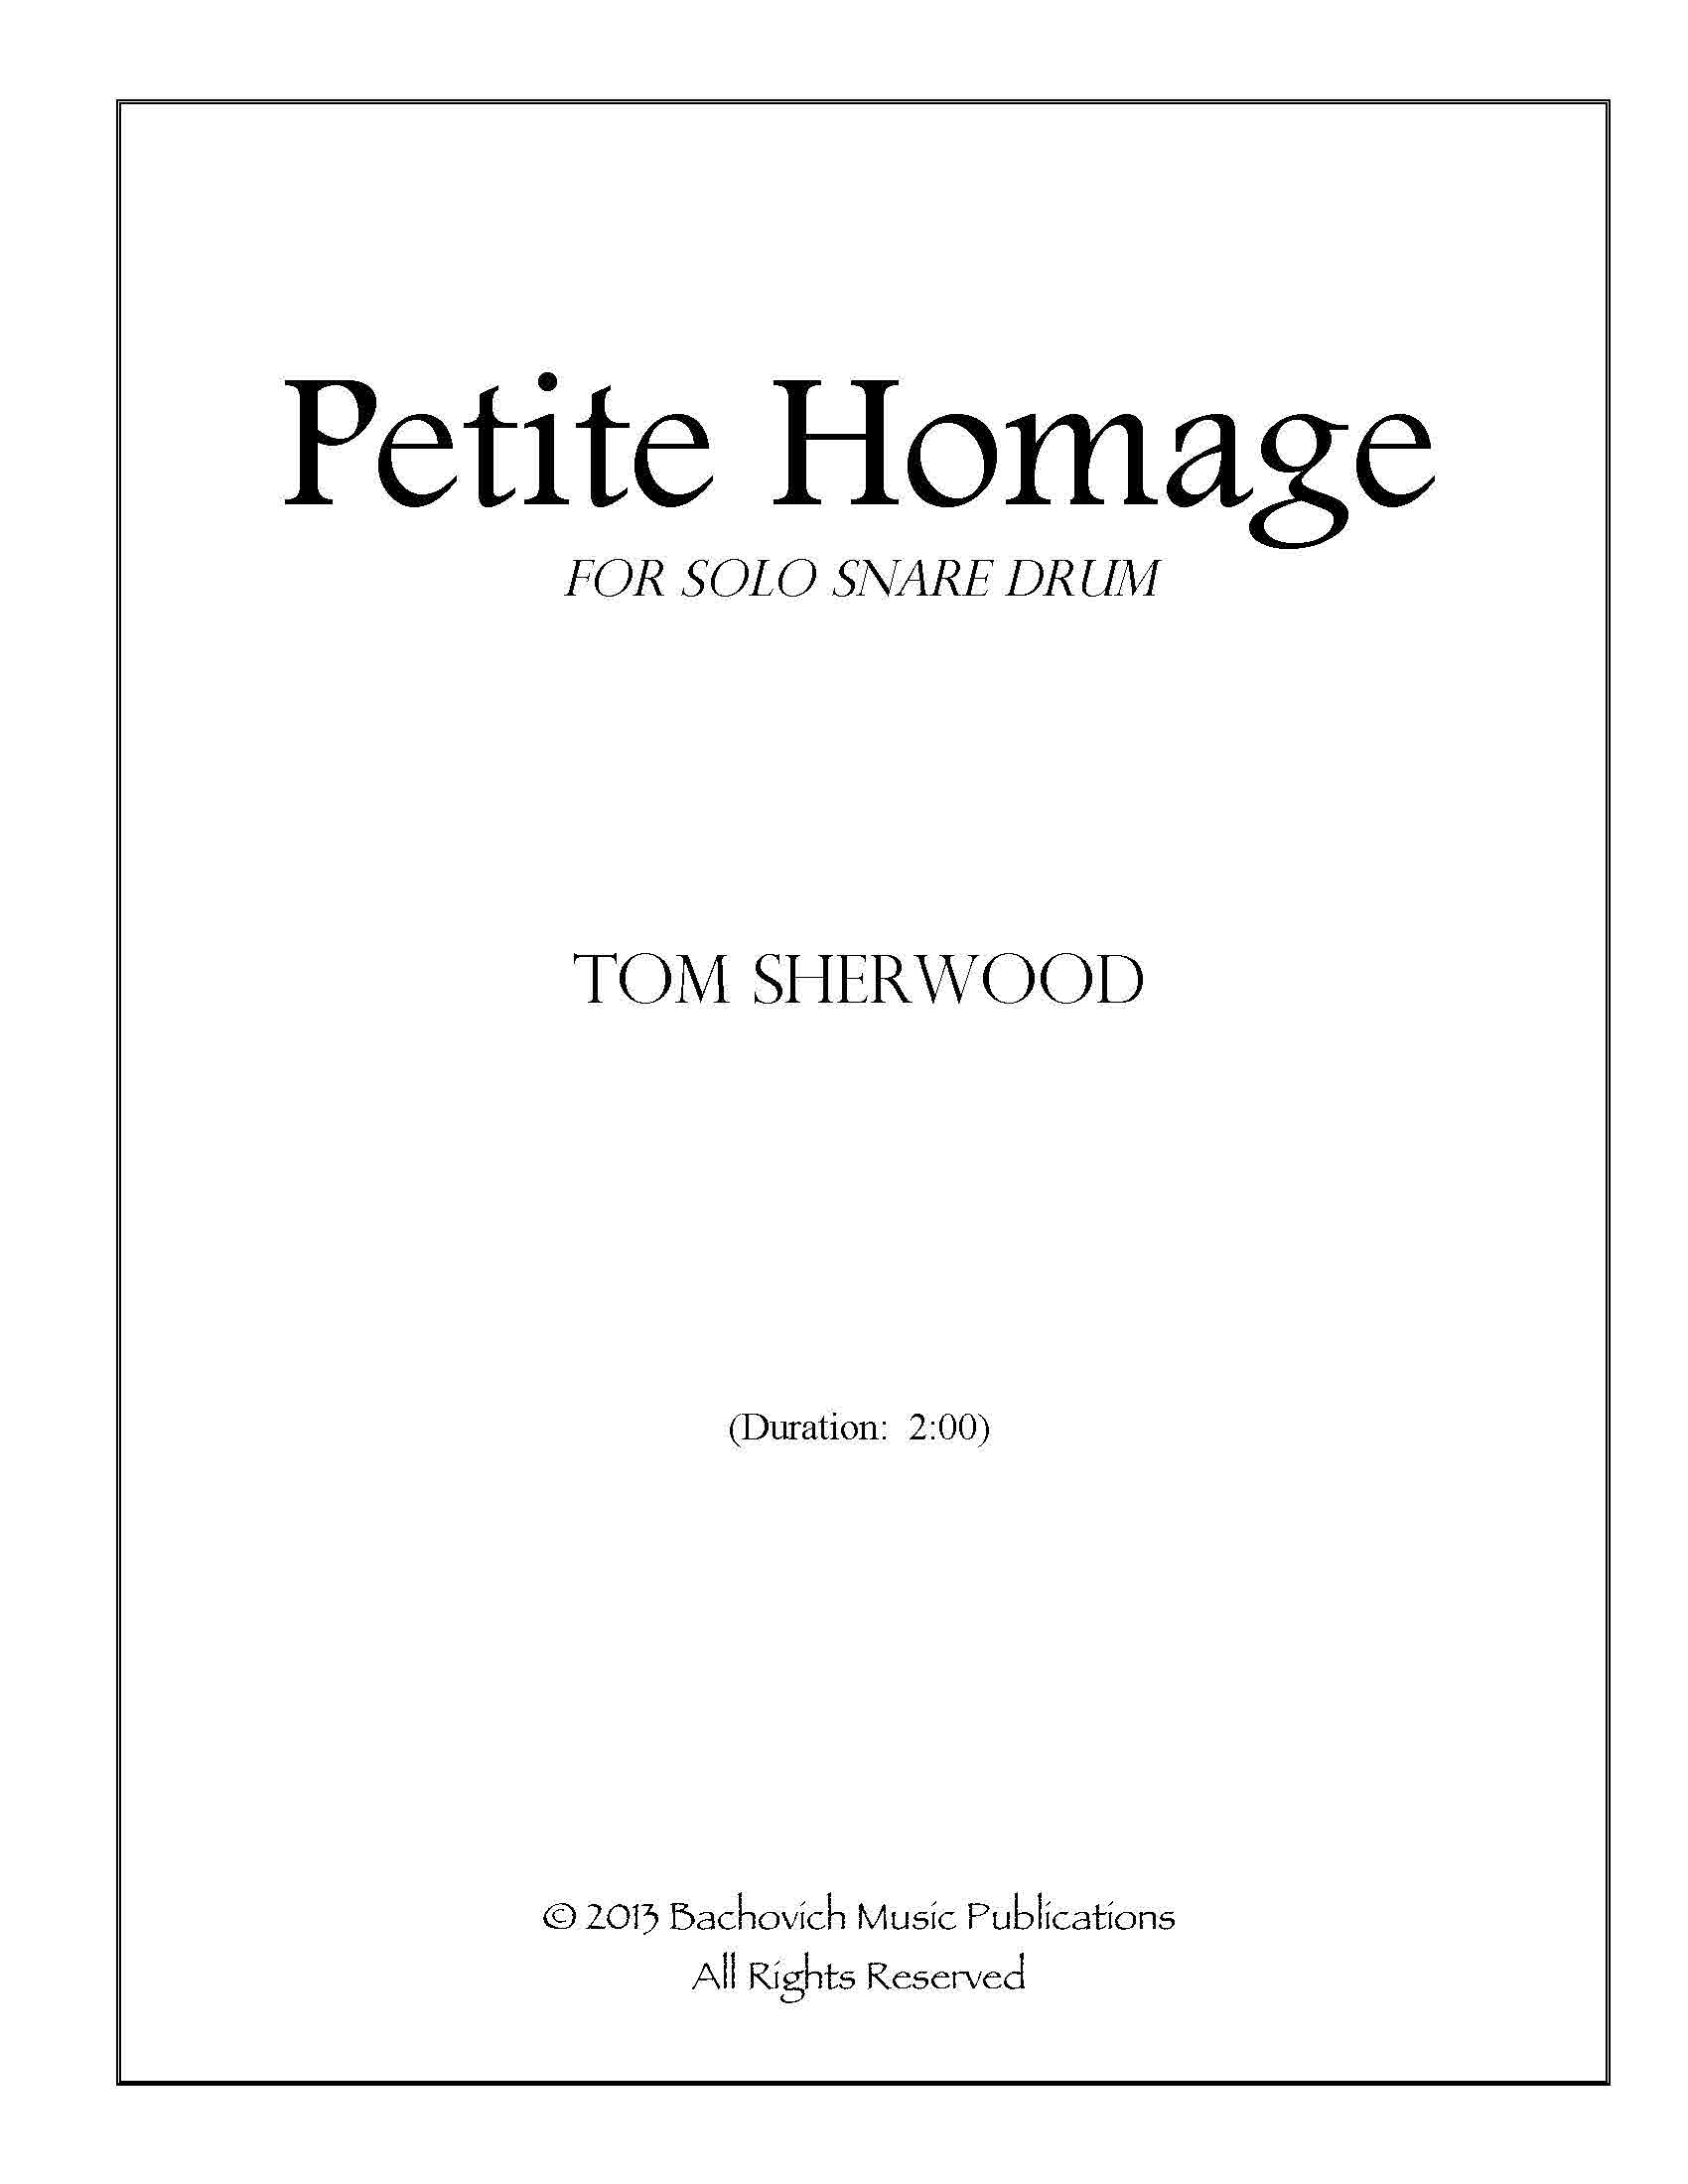 Petite Homage
FOR SOLO SNARE DRUM
TOM SHERWOOD
(Duration:  2:00)
© 2013 Bachovich Music Publications
All Rights Reserved